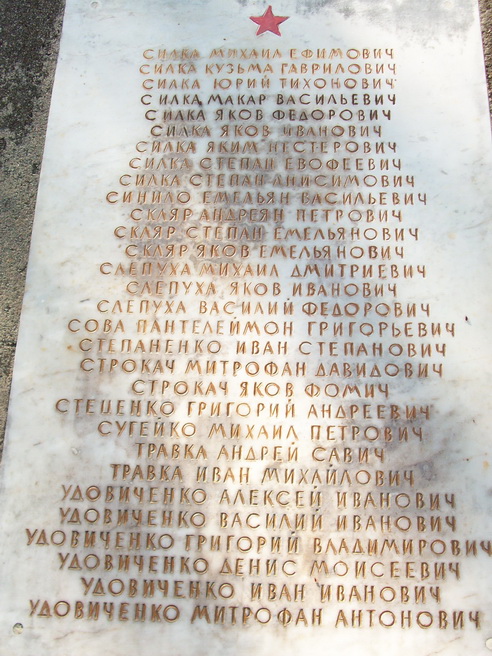 СИЛКА МИХАИЛ ЕФИМОВИЧ
СИЛКА КУЗЬМА ГАВРИЛОВИЧ
СИЛКА ЮРИЙ ТИХОНОВИЧ
СИЛКА МАКАР ВАСИЛЬЕВИЧ
СИЛКА ЯКОВ ФЕДОРОВИЧ
СИЛКА ЯКОВ ИВАНОВИЧ
СИЛКА ЯКИМ НЕСТЕРОВИЧ
СИЛКА СТЕПАН ЕВОФЕЕВИЧ
СИЛКА СТЕПАН АНИСИМОВИЧ
СИНИЛО ЕМЕЛЬЯН ВАСИЛЬЕВИЧ
СКЛЯР АНДРЕЯН ПЕТРОВИЧ
СКЛЯР СТЕПАН ЕМЕЛЬЯНОВИЧ
СКЛЯР ЯКОВ ЕМЕЛЬЯНОВИЧ
СЛЕПУХА МИХАИЛ ДМИТРИЕВИЧ
СЛЕПУХА ЯКОВ ИВАНОВИЧ
СЛЕПУХА ВАСИЛИЙ ФЕДОРОВИЧ
СОВА ПАНТЕЛЕЙМОН ГРИГОРЬЕВИЧ
СТЕПАНЕНКО ИВАН СТЕПАНОВИЧ
СТРОКАЧ МИТРОФАН ДАВИДОВИЧ
СТРОКАЧ ЯКОВ ФОМИЧ
СТЕЦЕНКО ГРИГОРИЙ АНДРЕЕВИЧ
СУГЕЙКО МИХАИЛ ПЕТРОВИЧ
ТРАВКА АНДРЕЙ САВИЧ
ТРАВКА ИВАН МИХАЙЛОВИЧ
УДОВИЧЕНКО АЛЕКСЕЙ ИВАНОВИЧ
УДОВИЧЕНКО ВАСИЛИЙ ИВАНОВИЧ
УДОВИЧЕНКО ГРИГОРИЙ ВЛАДИМИРОВИЧ
УДОВИЧЕНКО ДЕНИС МОИСЕЕВИЧ
УДОВИЧЕНКО ИВАН ИВАНОВИЧ
УДОВИЧЕНКО МИТРОФАН АНТОНОВИЧ